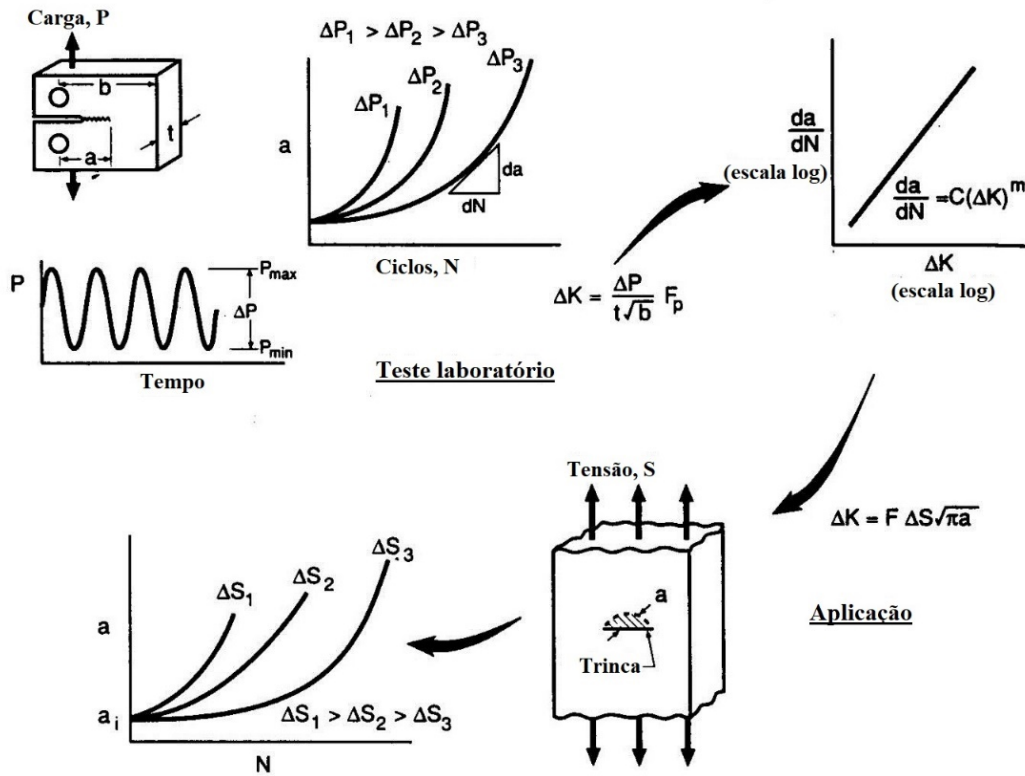 Carga, P
b
t
a
P
Pmax
ΔP
Pmin
Tempo
ΔP1 > ΔP2 > ΔP3
ΔP1
ΔP2
ΔP3
a
da
dN
Ciclos, N
ΔK = ΔP/(t√b) Fp
Teste laboratório
da/dN
(escala log)
da/dN = C(ΔK)^m
ΔK
(escala log)
ΔK = F ΔS√πa
Aplicação
Tensão, S
a
Trinca
ΔS1
ΔS2
ΔS3
a
ai
ΔS1 > ΔS2 > ΔS3
N